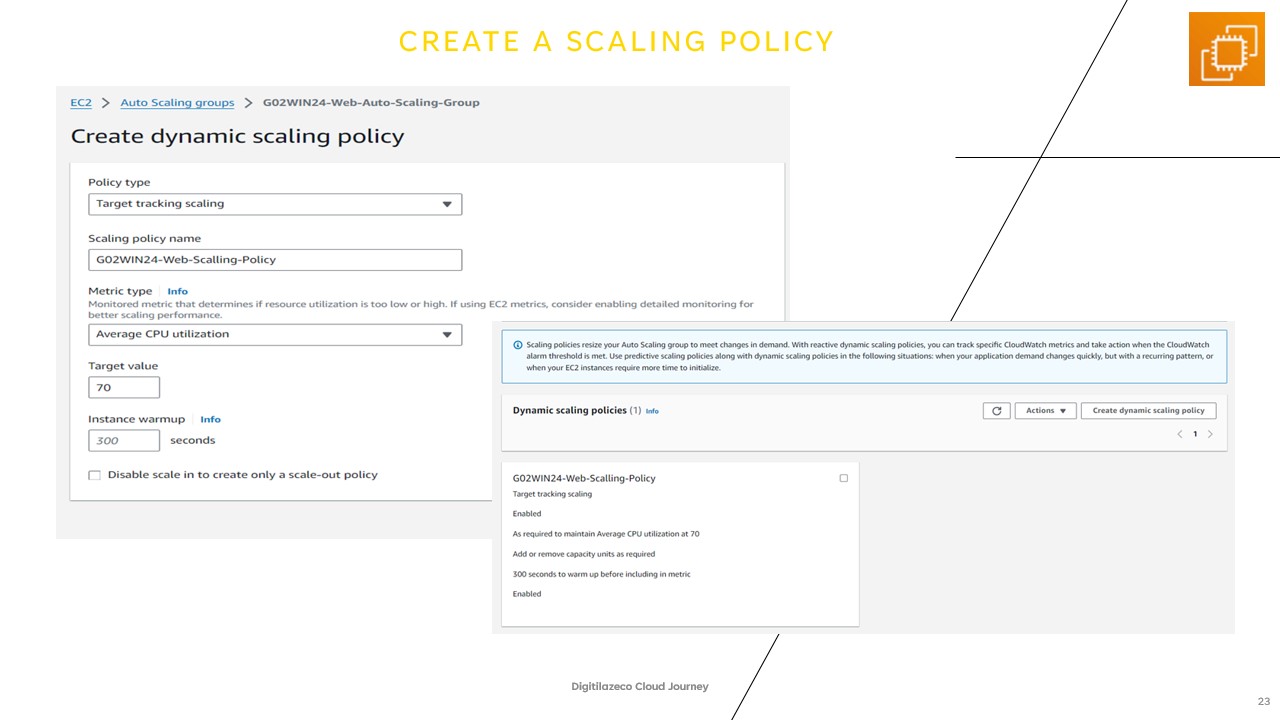 CREATE A SCALING POLICY
EC2 > Auto Scaling groups > G02WIN24-Web-Auto-Scaling-Group
Create dynamic scaling policy
Policy type
Target tracking scaling
Scaling policy name
G02WIN24-Web-Scalling-Policy
Metric type Info
Monitored metric that determines if resource utilization is too low or high. If using EC2 metrics, consider enabling detailed monitoring for
better scaling performance.
Average CPU utilization
Target value
70
Instance warmup Info
300 seconds
Disable scale in to create only a scale-out policy
Scaling policies resize your Auto Scaling group to meet changes in demand. With reactive dynamic scaling policies, you can track specific CloudWatch metrics and take action when the CloudWatch
alarm threshold is met. Use predictive scaling policies along with dynamic scaling policies in the following situations: when your application demand changes quickly, but with a recurring pattern, or
when your EC2 instances require more time to initialize.
Dynamic scaling policies (1) Info
Actions
Create dynamic scaling policy
< 1 >
G02WIN24-Web-Scalling-Policy
Target tracking scaling
Enabled
As required to maintain Average CPU utilization at 70
Add or remove capacity units as required
300 seconds to warm up before including in metric
Enabled
Digitilazeco Cloud Journey
23